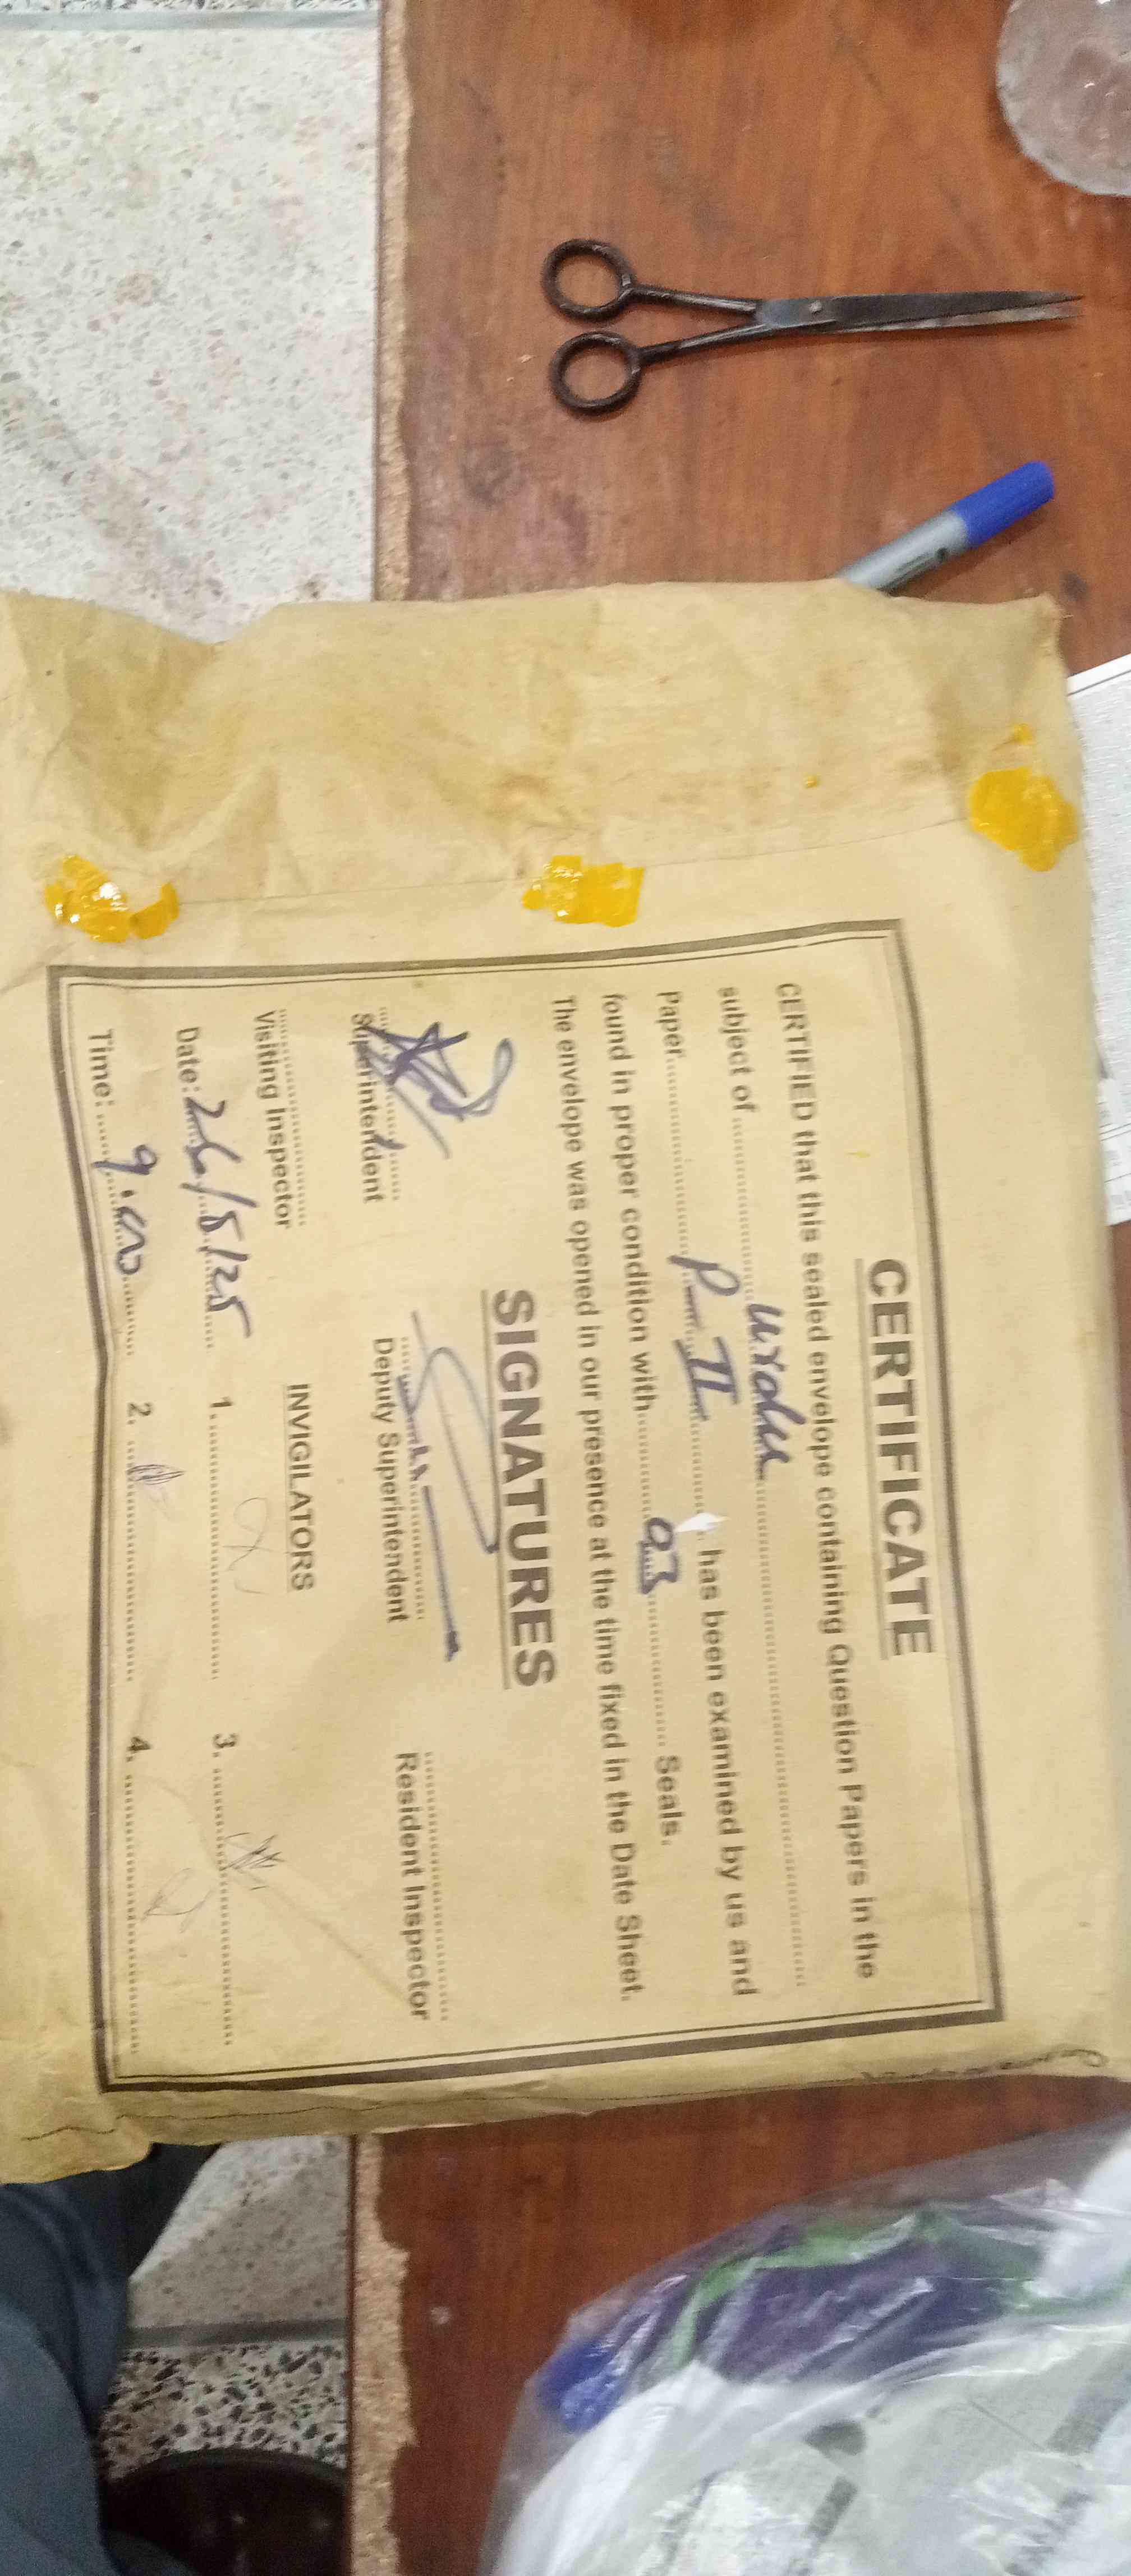 CERTIFICATE
CERTIFIED that this sealed envelope containing Question Papers in the
subject of ........ urdu ........
Paper ........ P-II ........ has been examined by us and
found in proper condition with ........ 03 ........ Seals.
The envelope was opened in our presence at the time fixed in the Date Sheet.
SIGNATURES
Superintendent Deputy Superintendent Resident Inspector
Visiting Inspector INVIGILATORS
Date: 26/5/25 1. ........ 3. ........
Time: 9.00 2. ........ 4. ........